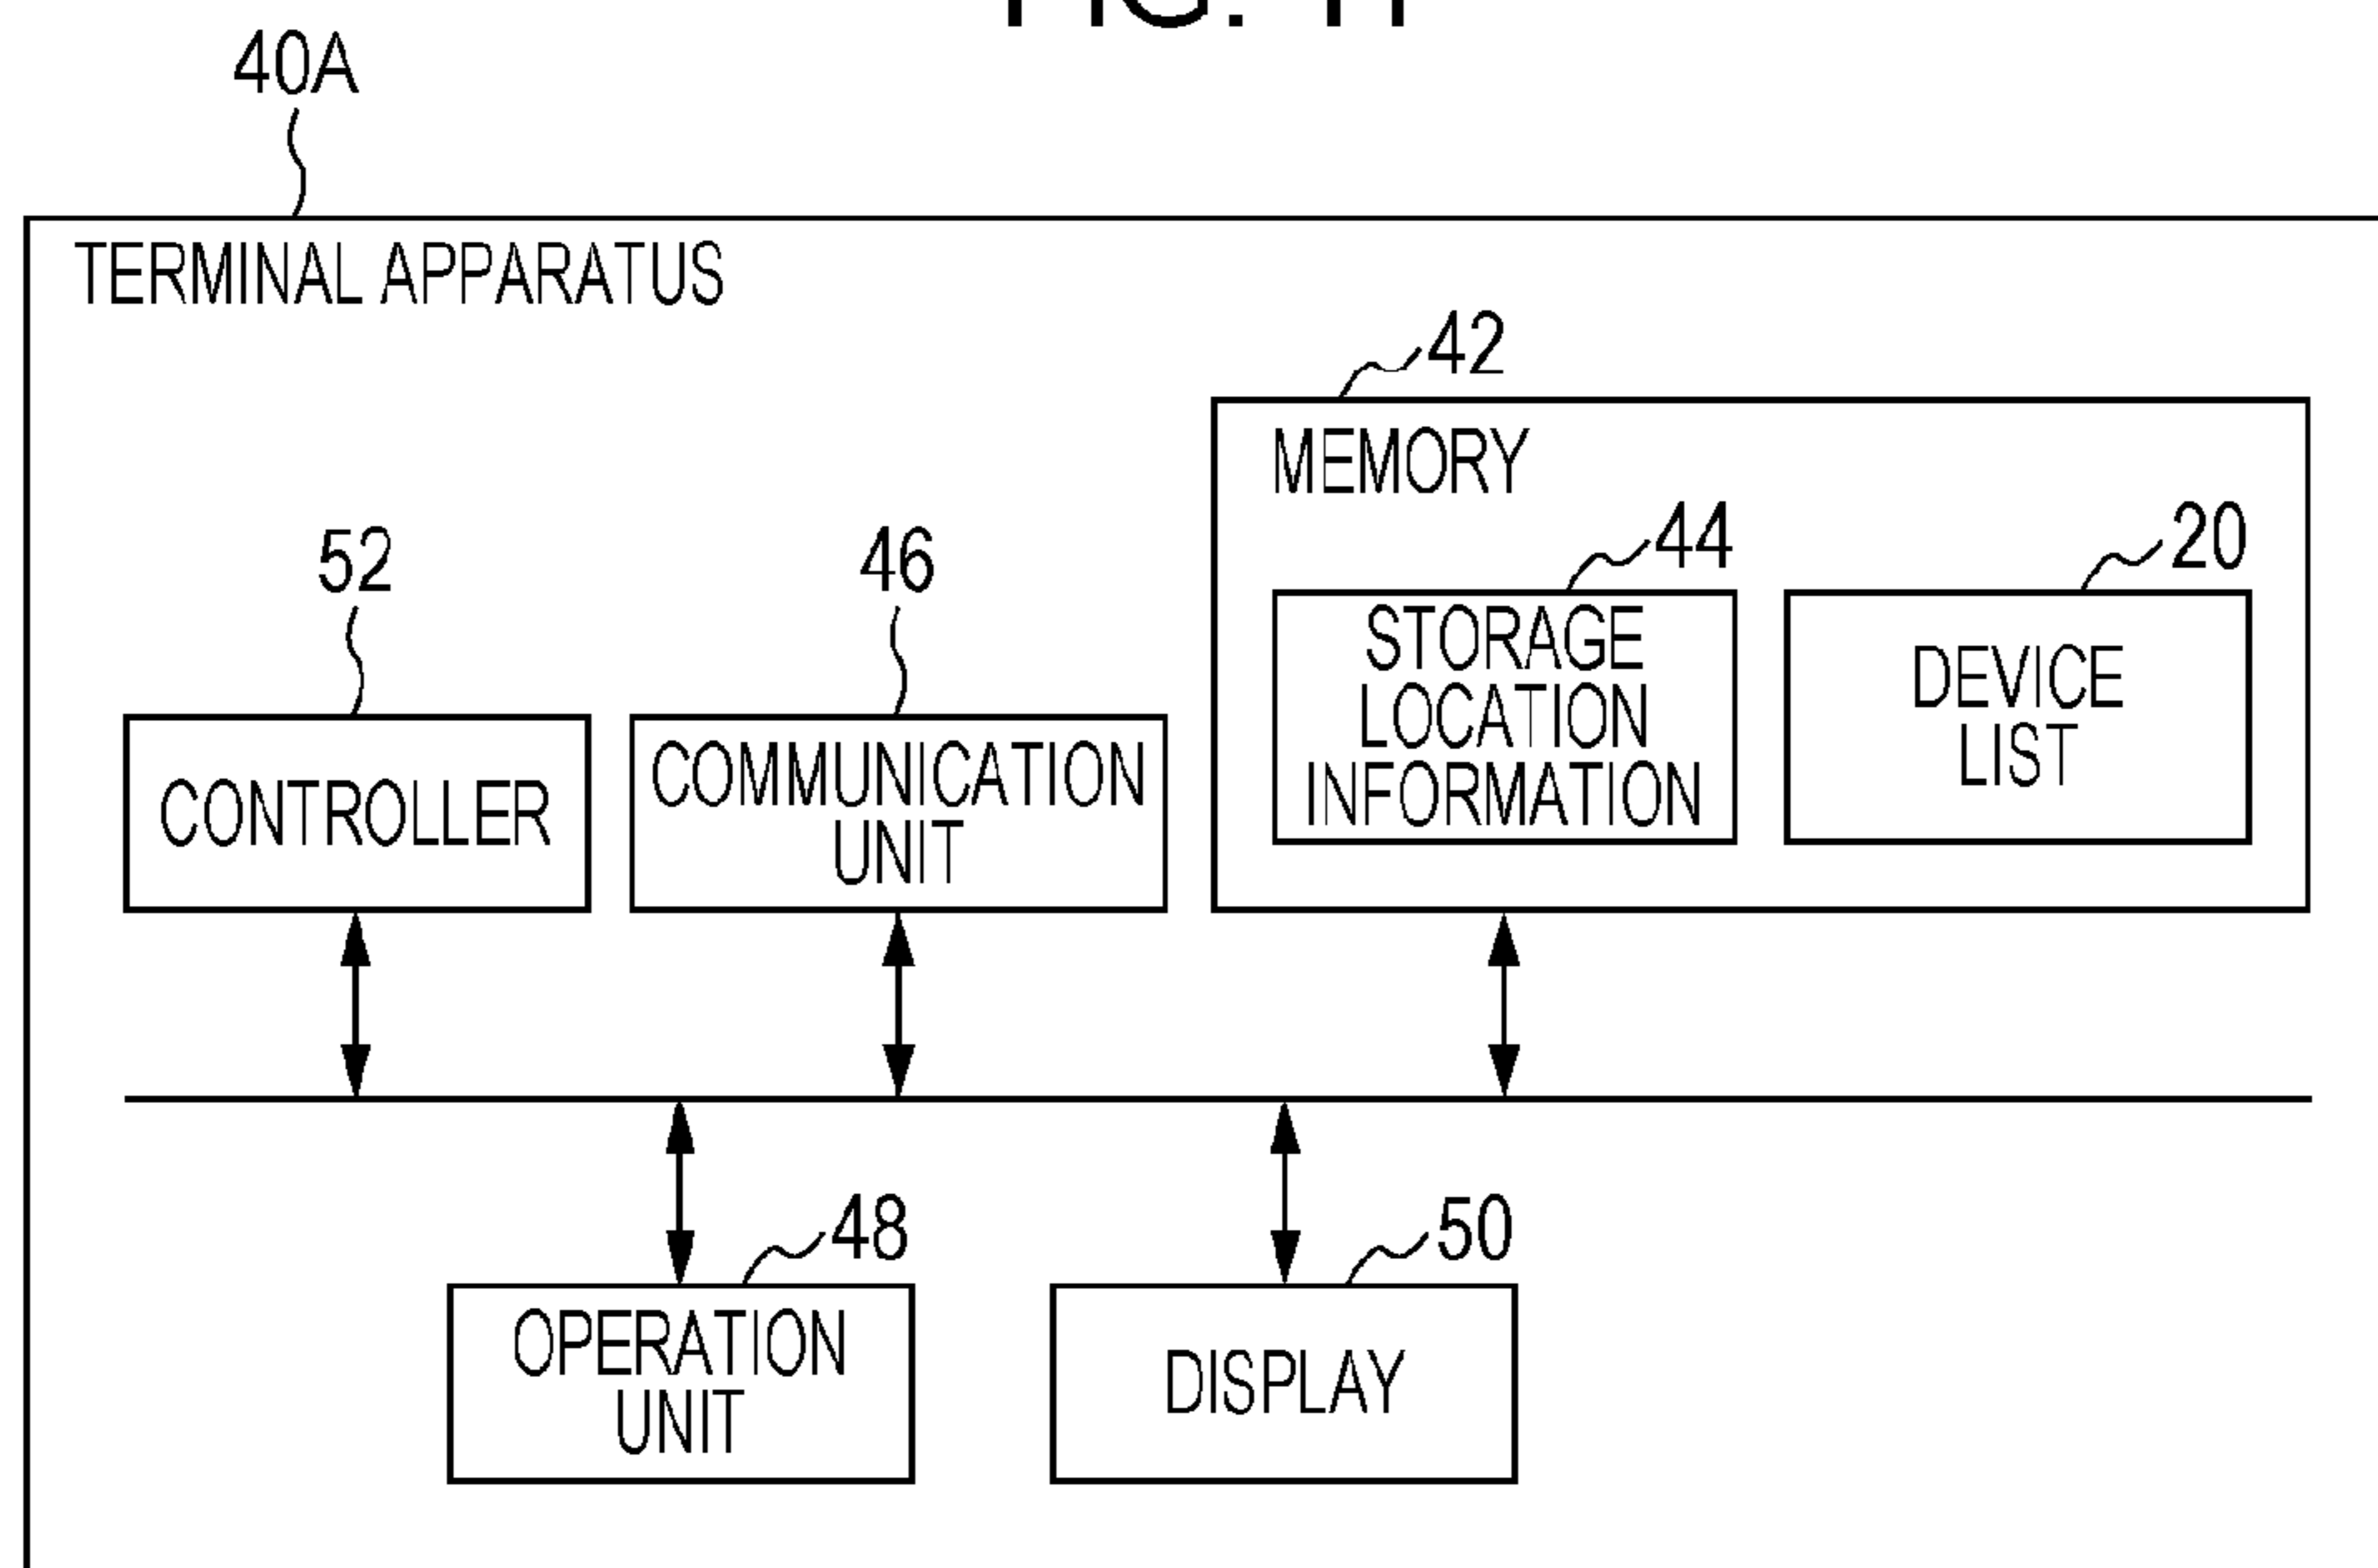 40A
TERMINAL APPARATUS
42
MEMORY
52
46
44
20
CONTROLLER
COMMUNICATION
UNIT
STORAGE
LOCATION
INFORMATION
DEVICE
LIST
48
50
OPERATION
UNIT
DISPLAY